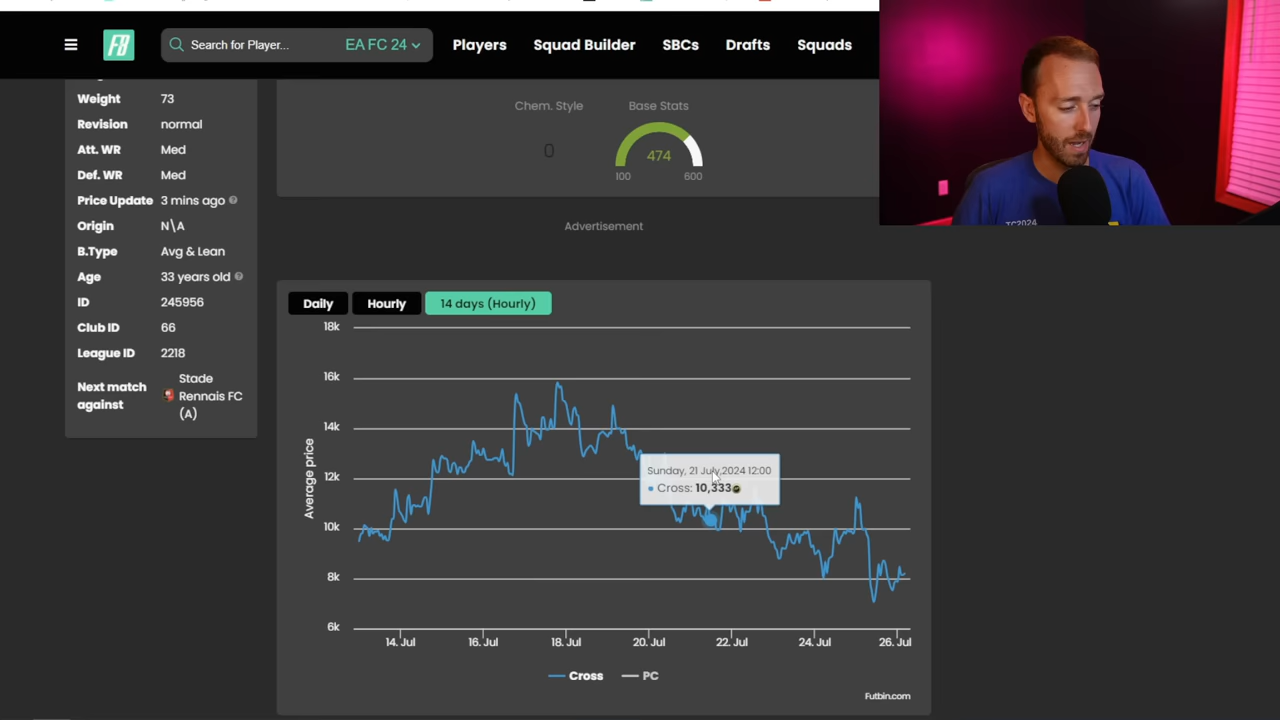 FB
Search for Player...
EA FC 24
Players
Squad Builder
SBCs
Drafts
Squads
Weight 73
Revision normal
Att. WR Med
Def. WR Med
Price Update 3 mins ago
Origin N\A
B.Type Avg & Lean
Age 33 years old
ID 245956
Club ID 66
League ID 2218
Next match against
Stade Rennais FC (A)
Chem. Style
0
Base Stats
474
100 600
Advertisement
Daily
Hourly
14 days (Hourly)
Average price
18k
16k
14k
12k
10k
8k
6k
Sunday, 21 July, 2024 12:00
Cross: 10,333
14. Jul 16. Jul 18. Jul 20. Jul 22. Jul 24. Jul 26. Jul
Cross PC
Futbin.com
TC2024